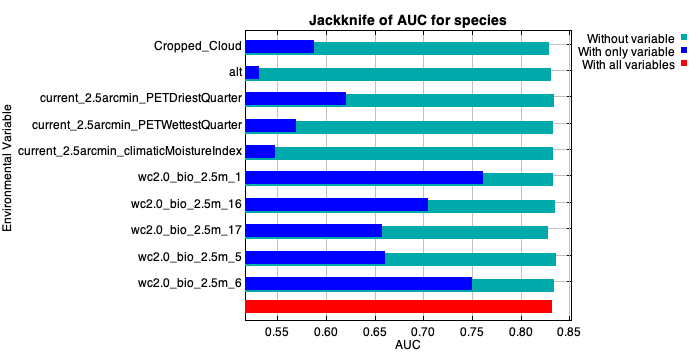 Jackknife of AUC for species
Without variable
With only variable
With all variables
Environmental Variable
Cropped_Cloud
alt
current_2.5arcmin_PETDriestQuarter
current_2.5arcmin_PETWettestQuarter
current_2.5arcmin_climaticMoistureIndex
wc2.0_bio_2.5m_1
wc2.0_bio_2.5m_16
wc2.0_bio_2.5m_17
wc2.0_bio_2.5m_5
wc2.0_bio_2.5m_6
0.55 0.60 0.65 0.70 0.75 0.80 0.85
AUC